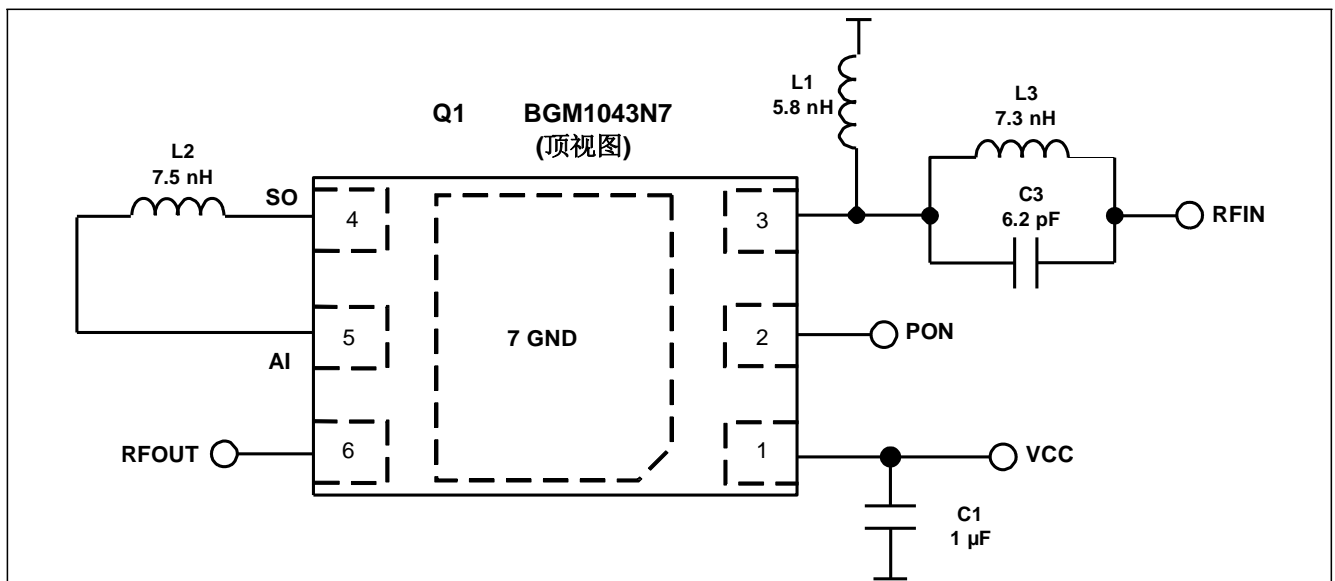 Q1 BGM1043N7
(顶视图)
L1
5.8 nH
L3
7.3 nH
L2
7.5 nH
SO
4
3
C3
6.2 pF
RFIN
5
AI
7 GND
2
PON
RFOUT
6
1
VCC
C1
1 µF